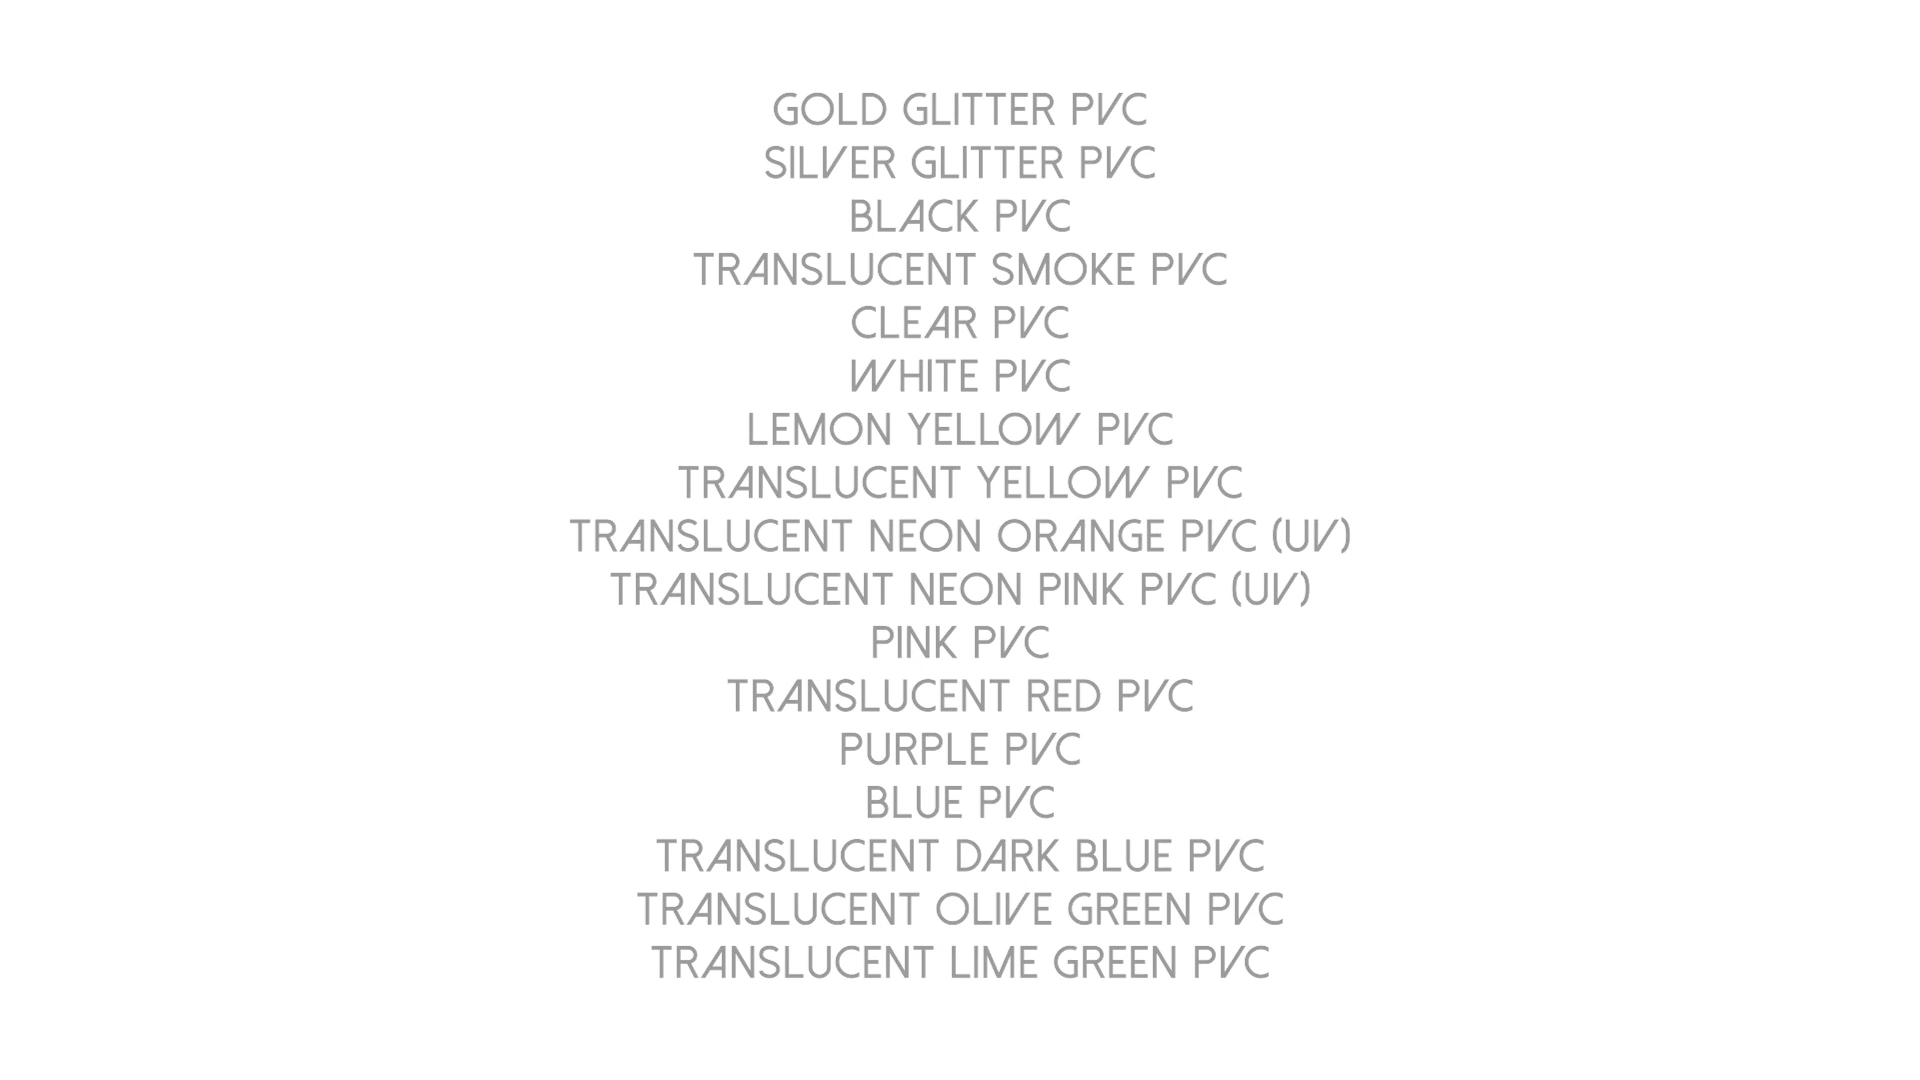 GOLD GLITTER PVC
SILVER GLITTER PVC
BLACK PVC
TRANSLUCENT SMOKE PVC
CLEAR PVC
WHITE PVC
LEMON YELLOW PVC
TRANSLUCENT YELLOW PVC
TRANSLUCENT NEON ORANGE PVC (UV)
TRANSLUCENT NEON PINK PVC (UV)
PINK PVC
TRANSLUCENT RED PVC
PURPLE PVC
BLUE PVC
TRANSLUCENT DARK BLUE PVC
TRANSLUCENT OLIVE GREEN PVC
TRANSLUCENT LIME GREEN PVC